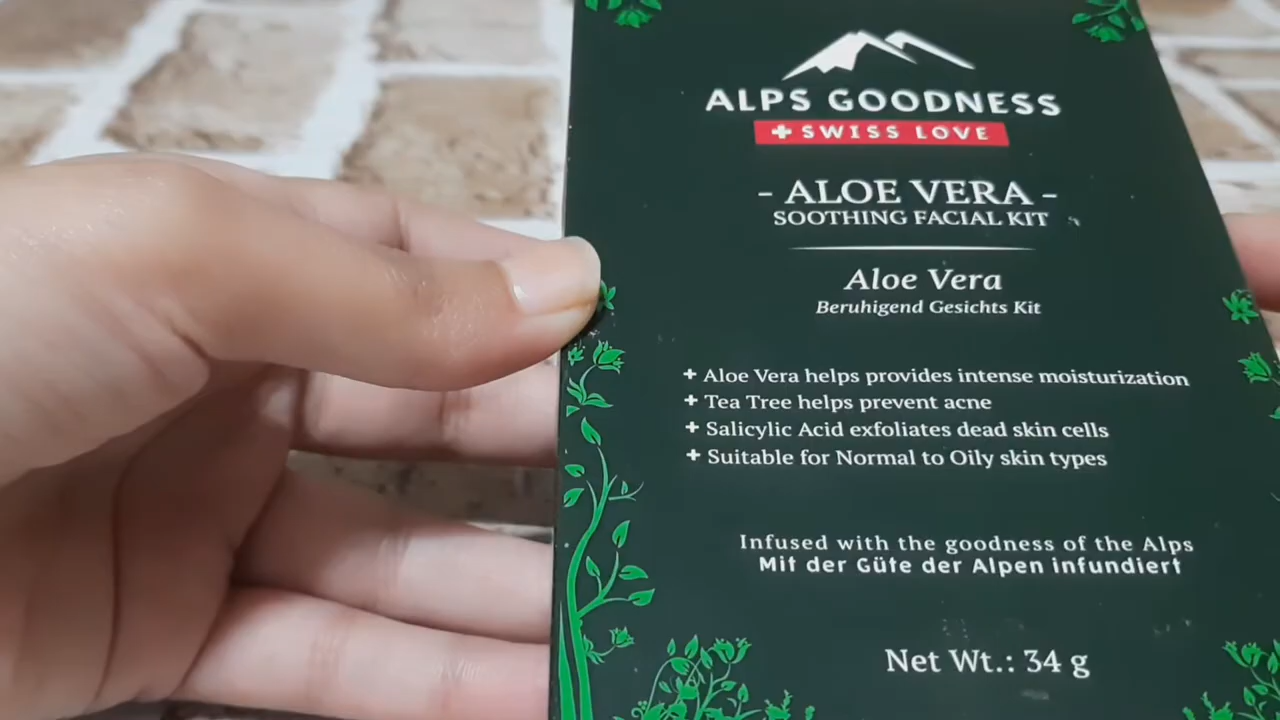 ALPS GOODNESS
+ SWISS LOVE
- ALOE VERA -
SOOTHING FACIAL KIT
Aloe Vera
Beruhigend Gesichts Kit
+ Aloe Vera helps provides intense moisturization
+ Tea Tree helps prevent acne
+ Salicylic Acid exfoliates dead skin cells
+ Suitable for Normal to Oily skin types
Infused with the goodness of the Alps
Mit der Güte der Alpen infundiert
Net Wt.: 34 g